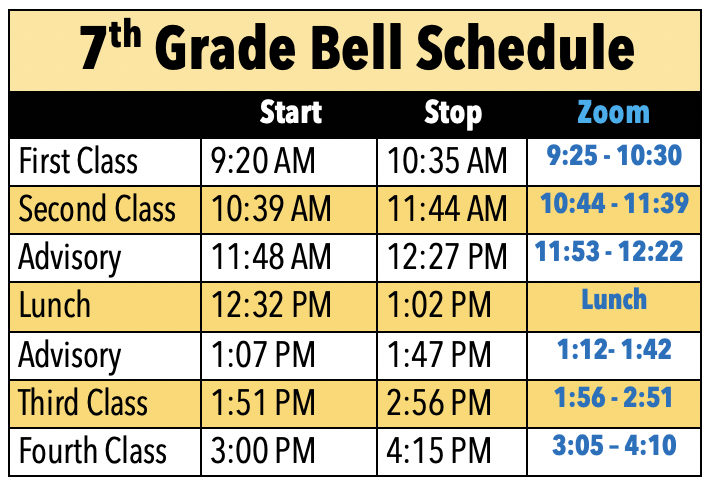 7th Grade Bell Schedule
Start Stop Zoom
First Class 9:20 AM 10:35 AM 9:25 - 10:30
Second Class 10:39 AM 11:44 AM 10:44 - 11:39
Advisory 11:48 AM 12:27 PM 11:53 - 12:22
Lunch 12:32 PM 1:02 PM Lunch
Advisory 1:07 PM 1:47 PM 1:12- 1:42
Third Class 1:51 PM 2:56 PM 1:56 - 2:51
Fourth Class 3:00 PM 4:15 PM 3:05 – 4:10